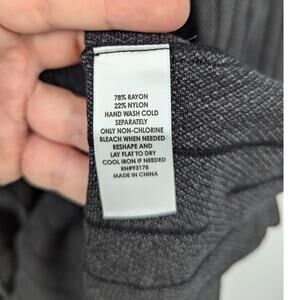 78% RAYON
22% NYLON
HAND WASH COLD
SEPARATELY
ONLY NON-CHLORINE
BLEACH WHEN NEEDED
RESHAPE AND
LAY FLAT TO DRY
COOL IRON IF NEEDED
RN#93178
MADE IN CHINA